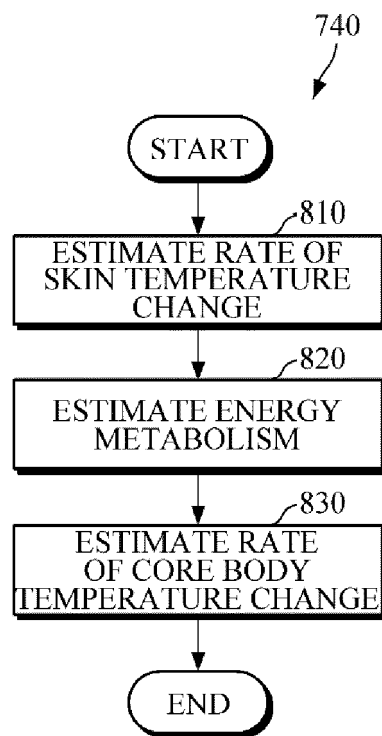 740
START
810
ESTIMATE RATE OF
SKIN TEMPERATURE
CHANGE
820
ESTIMATE ENERGY
METABOLISM
830
ESTIMATE RATE
OF CORE BODY
TEMPERATURE CHANGE
END